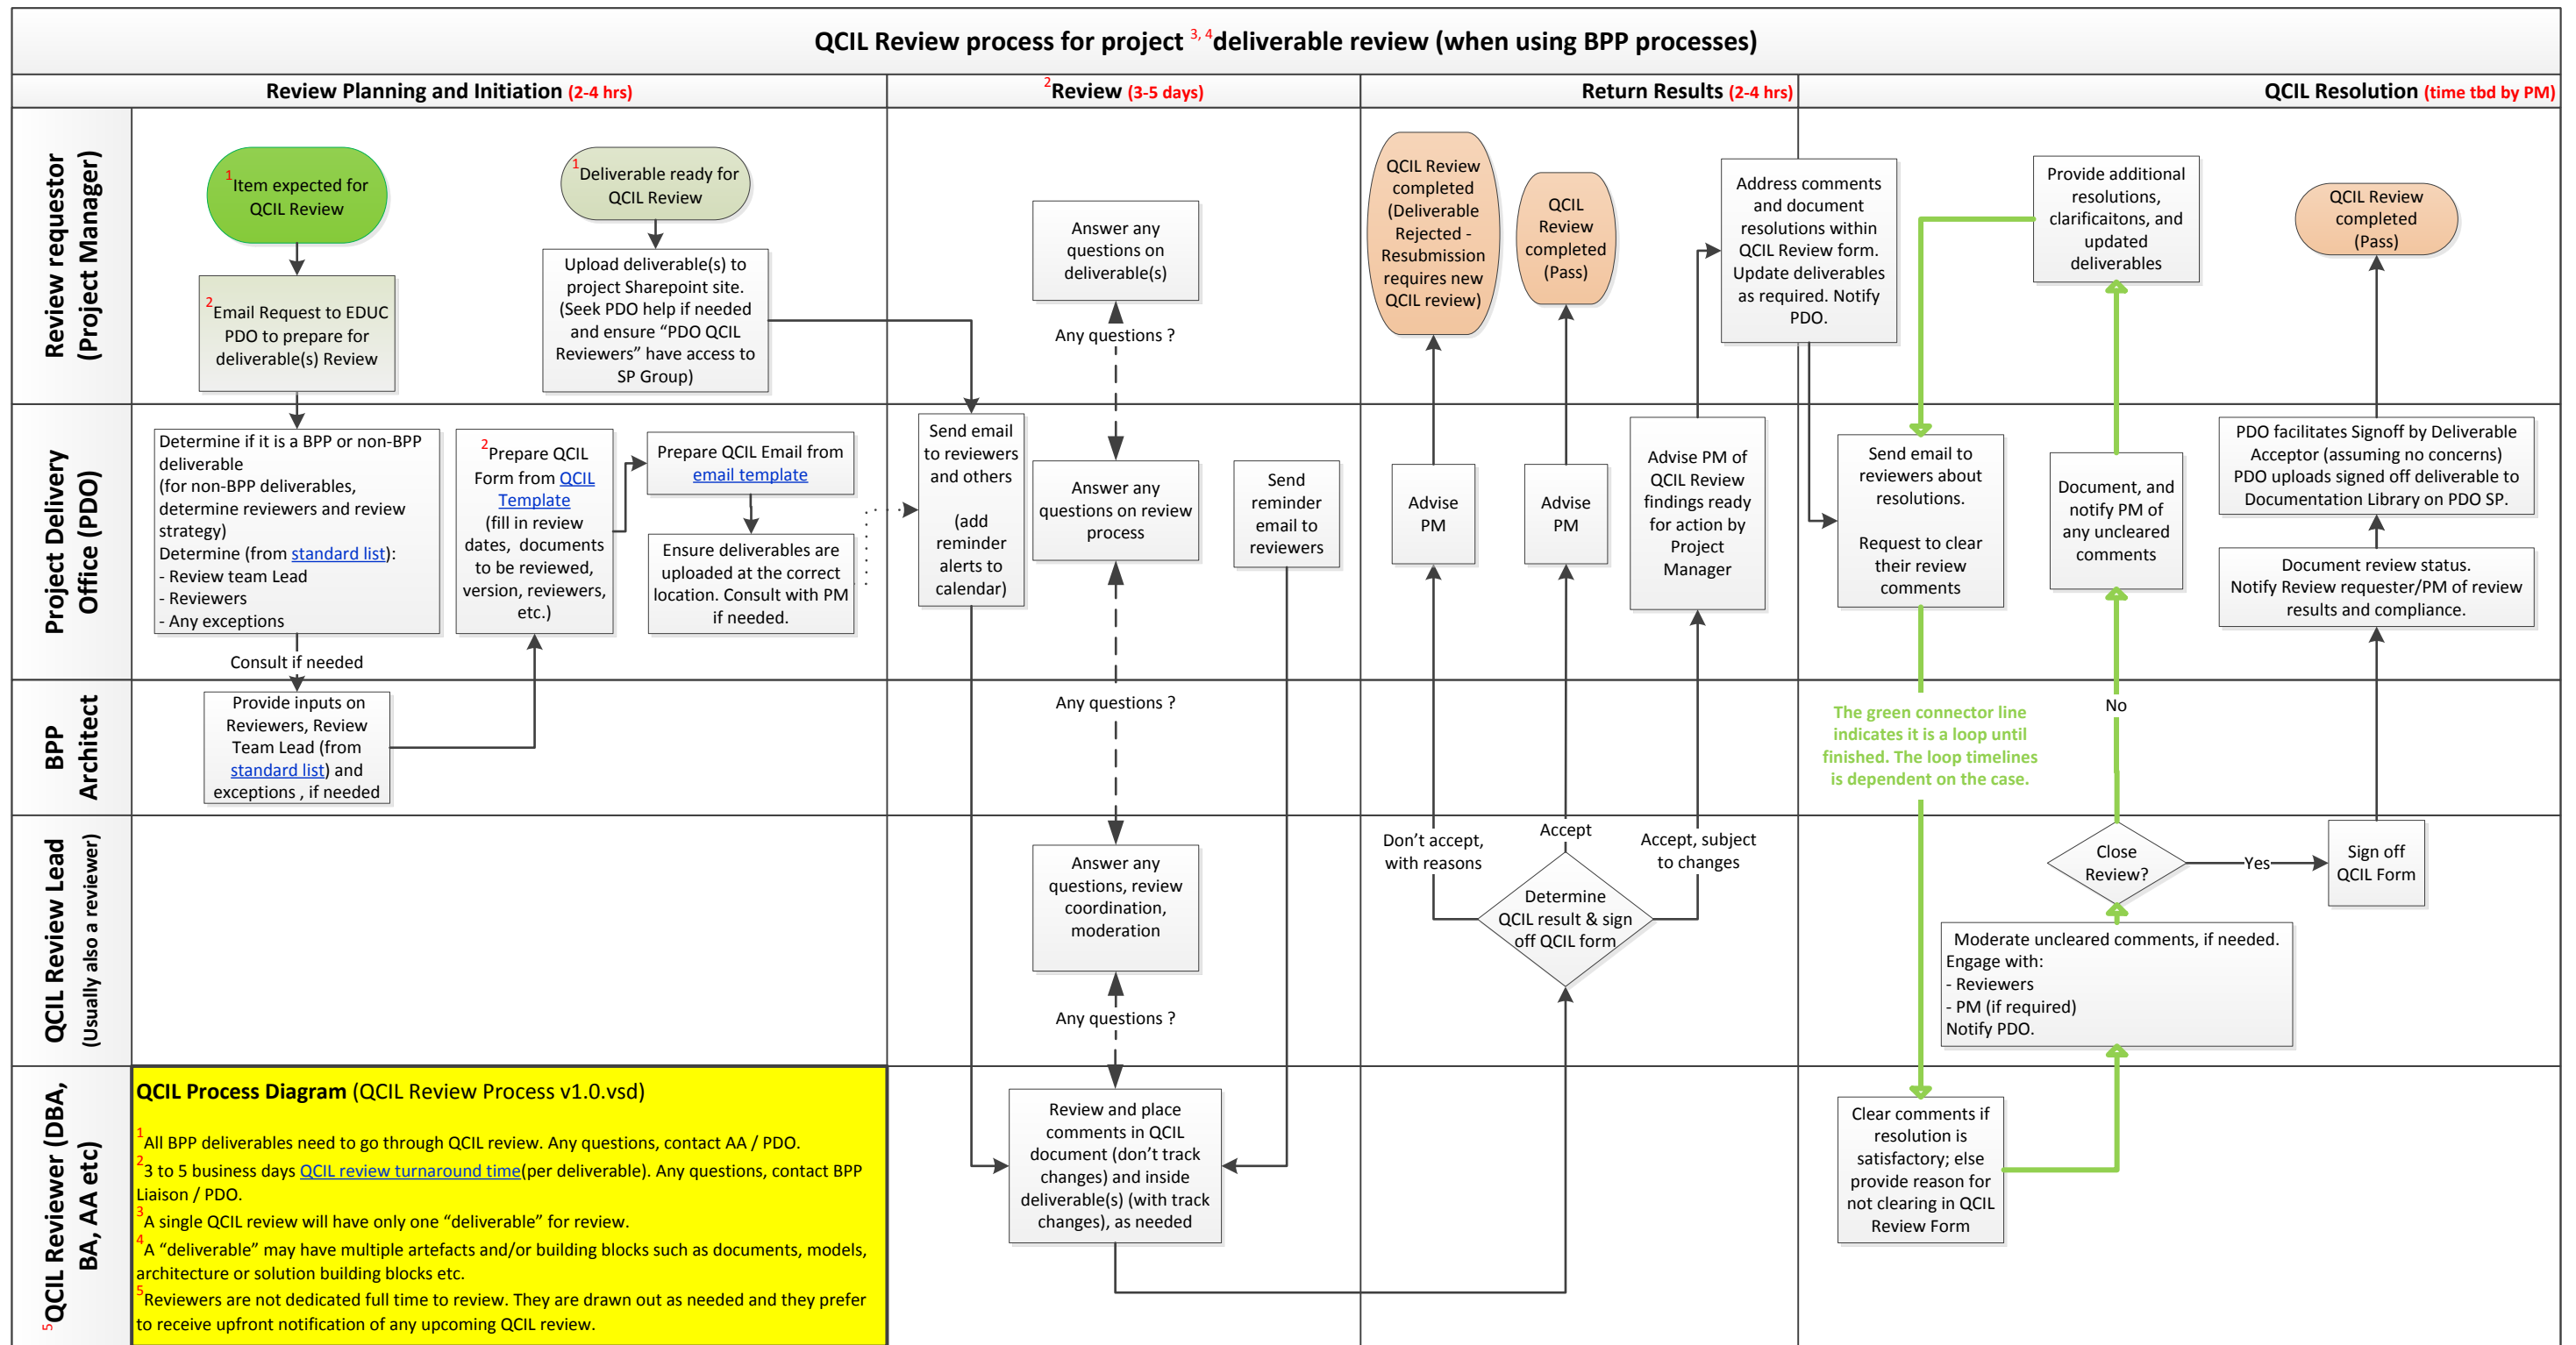 QCIL Review process for project 3, 4 deliverable review (when using BPP processes)
Review Planning and Initiation (2-4 hrs)
2Review (3-5 days)
Return Results (2-4 hrs)
QCIL Resolution (time tbd by PM)
Review requestor
(Project Manager)
1Item expected for
QCIL Review
2Email Request to EDUC
PDO to prepare for
deliverable(s) Review
1Deliverable ready for
QCIL Review
Upload deliverable(s) to
project Sharepoint site.
(Seek PDO help if needed
and ensure “PDO QCIL
Reviewers” have access to
SP Group)
Answer any
questions on
deliverable(s)
Any questions ?
QCIL Review
completed
(Deliverable
Rejected -
Resubmission
requires new
QCIL review)
QCIL
Review
completed
(Pass)
Address comments
and document
resolutions within
QCIL Review form.
Update deliverables
as required. Notify
PDO.
Provide additional
resolutions,
clarificaitons, and
updated
deliverables
QCIL Review
completed
(Pass)
Project Delivery
Office (PDO)
Determine if it is a BPP or non-BPP
deliverable
(for non-BPP deliverables,
determine reviewers and review
strategy)
Determine (from standard list):
- Review team Lead
- Reviewers
- Any exceptions
Consult if needed
2Prepare QCIL
Form from QCIL
Template
(fill in review
dates, documents
to be reviewed,
version, reviewers,
etc.)
Prepare QCIL Email from
email template
Ensure deliverables are
uploaded at the correct
location. Consult with PM
if needed.
Send email
to reviewers
and others
(add
reminder
alerts to
calendar)
Answer any
questions on review
process
Send
reminder
email to
reviewers
Advise
PM
Advise
PM
Advise PM of
QCIL Review
findings ready
for action by
Project
Manager
Send email to
reviewers about
resolutions.
Request to clear
their review
comments
Document, and
notify PM of
any uncleared
comments
PDO facilitates Signoff by Deliverable
Acceptor (assuming no concerns)
PDO uploads signed off deliverable to
Documentation Library on PDO SP.
Document review status.
Notify Review requester/PM of review
results and compliance.
BPP
Architect
Provide inputs on
Reviewers, Review
Team Lead (from
standard list) and
exceptions , if needed
Any questions ?
The green connector line
indicates it is a loop until
finished. The loop timelines
is dependent on the case.
No
QCIL Review Lead
(Usually also a reviewer)
Answer any
questions, review
coordination,
moderation
Any questions ?
Don’t accept,
with reasons
Accept
Accept, subject
to changes
Determine
QCIL result & sign
off QCIL form
Close
Review?
Yes
Sign off
QCIL Form
Moderate uncleared comments, if needed.
Engage with:
- Reviewers
- PM (if required)
Notify PDO.
5QCIL Reviewer (DBA,
BA, AA etc)
QCIL Process Diagram (QCIL Review Process v1.0.vsd)
1All BPP deliverables need to go through QCIL review. Any questions, contact AA / PDO.
23 to 5 business days QCIL review turnaround time(per deliverable). Any questions, contact BPP
Liaison / PDO.
3A single QCIL review will have only one “deliverable” for review.
4A “deliverable” may have multiple artefacts and/or building blocks such as documents, models,
architecture or solution building blocks etc.
5Reviewers are not dedicated full time to review. They are drawn out as needed and they prefer
to receive upfront notification of any upcoming QCIL review.
Review and place
comments in QCIL
document (don’t track
changes) and inside
deliverable(s) (with track
changes), as needed
Clear comments if
resolution is
satisfactory; else
provide reason for
not clearing in QCIL
Review Form